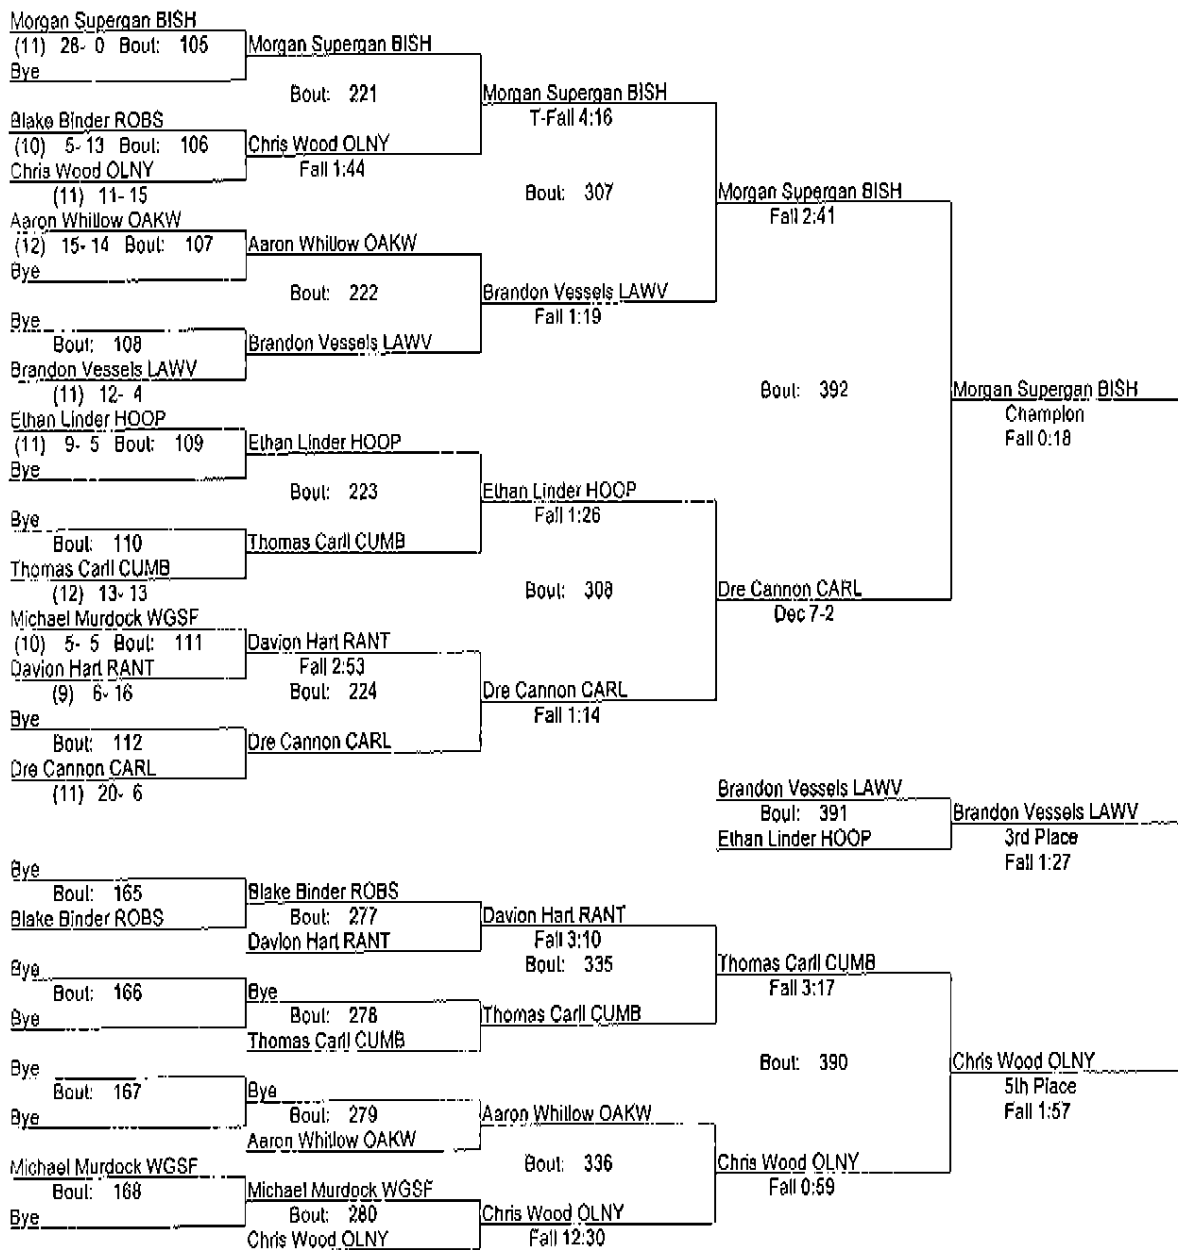 Morgan Supergan BISH
(11) 28- 0 Bout: 105
Bye
Morgan Supergan BISH
Bout: 221
Blake Binder ROBS
(10) 5-13 Bout: 106
Chris Wood OLNY
(11) 11- 15
Chris Wood OLNY
Fall 1:44
Morgan Supergan BISH
T-Fall 4:16
Aaron Whitlow OAKW
(12) 15- 14 Bout: 107
Bye
Aaron Whitlow OAKW
Bout: 222
Bye
Bout: 108
Brandon Vessels LAWV
(11) 12- 4
Brandon Vessels LAWV
Brandon Vessels LAWV
Fall 1:19
Bout: 307
Morgan Supergan BISH
Fall 2:41
Ethan Linder HOOP
(11) 9- 5 Bout: 109
Bye
Ethan Linder HOOP
Bout: 223
Bye
Bout: 110
Thomas Carll CUMB
(12) 13- 13
Thomas Carll CUMB
Ethan Linder HOOP
Fall 1:26
Michael Murdock WGSF
(10) 5- 5 Bout: 111
Davion Hart RANT
(9) 6- 16
Davion Hart RANT
Fall 2:53
Bout: 224
Bye
Bout: 112
Dre Cannon CARL
(11) 20- 6
Dre Cannon CARL
Dre Cannon CARL
Fall 1:14
Bout: 308
Dre Cannon CARL
Dec 7-2
Bout: 392
Morgan Supergan BISH
Champion
Fall 0:18
Brandon Vessels LAWV
Bout: 391
Ethan Linder HOOP
Brandon Vessels LAWV
3rd Place
Fall 1:27
Bye
Bout: 165
Blake Binder ROBS
Blake Binder ROBS
Bout: 277
Davion Hart RANT
Davion Hart RANT
Fall 3:10
Bout: 335
Bye
Bout: 166
Bye
Bye
Bout: 278
Thomas Carll CUMB
Thomas Carll CUMB
Thomas Carll CUMB
Fall 3:17
Bye
Bout: 167
Bye
Bye
Bout: 279
Aaron Whitlow OAKW
Aaron Whitlow OAKW
Bout: 336
Michael Murdock WGSF
Bout: 168
Bye
Michael Murdock WGSF
Bout: 280
Chris Wood OLNY
Chris Wood OLNY
Fall 12:30
Chris Wood OLNY
Fall 0:59
Bout: 390
Chris Wood OLNY
5th Place
Fall 1:57